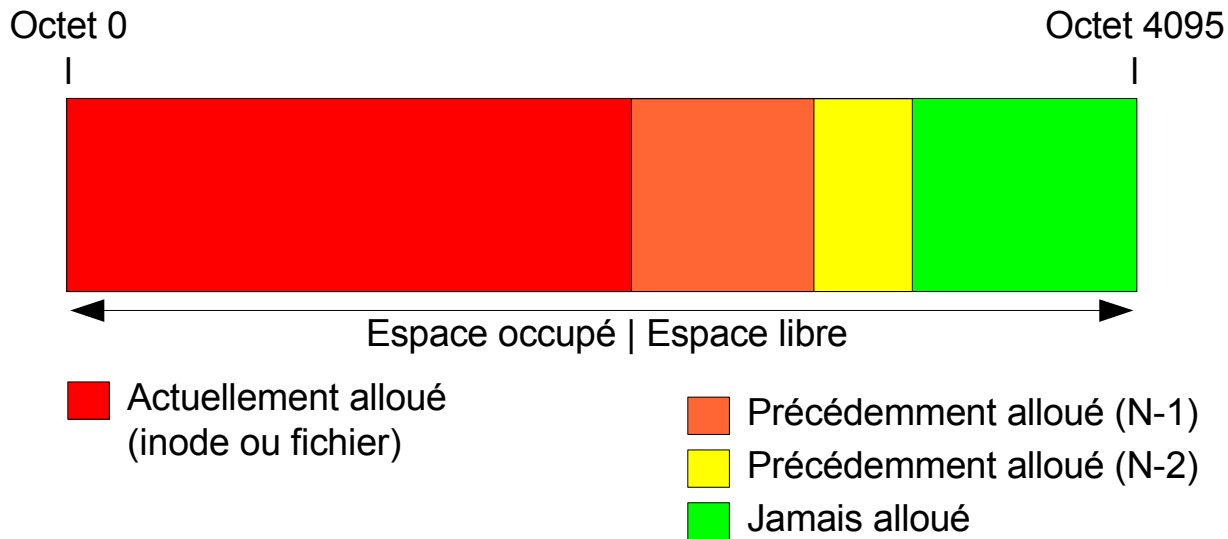 Octet 0
Octet 4095
Espace occupé | Espace libre
Actuellement alloué
(inode ou fichier)
Précédemment alloué (N-1)
Précédemment alloué (N-2)
Jamais alloué